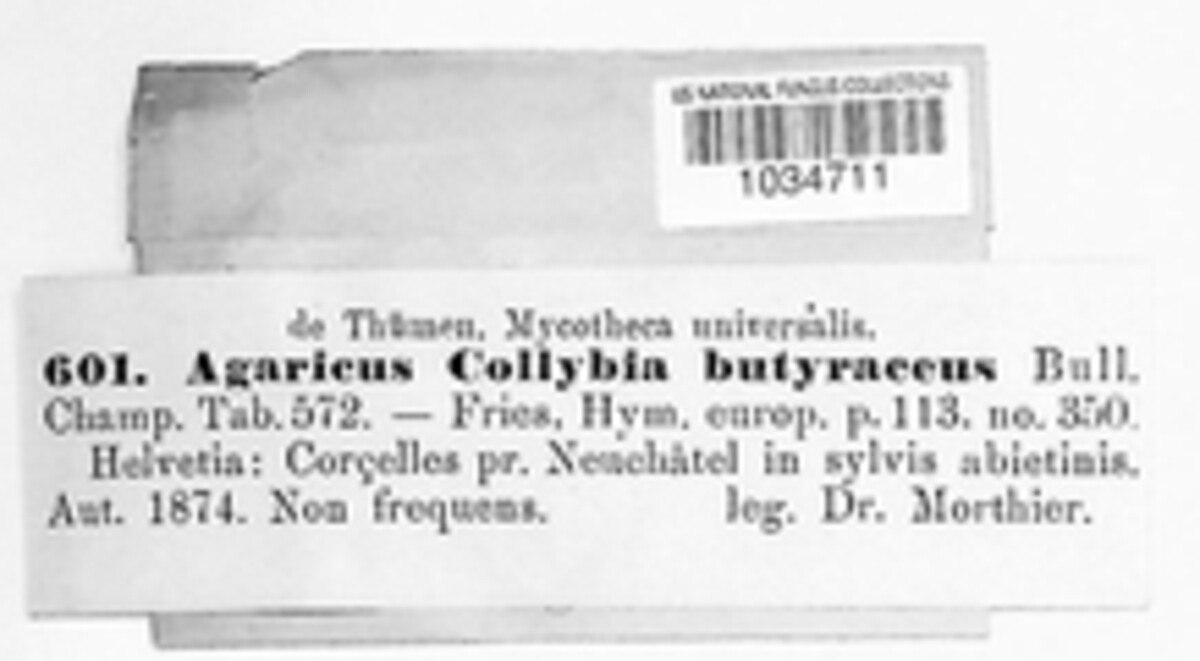 US NATIONAL FUNGUS COLLECTIONS
1034711
de Thümen, Mycotheca universalis.
601. Agaricus Collybia butyraceus Bull.
Champ. Tab. 572. — Fries, Hym. europ. p. 113. no. 350.
Helvetia: Corçelles pr. Neuchâtel in sylvis abietinis.
Aut. 1874. Non frequens. leg. Dr. Morthier.